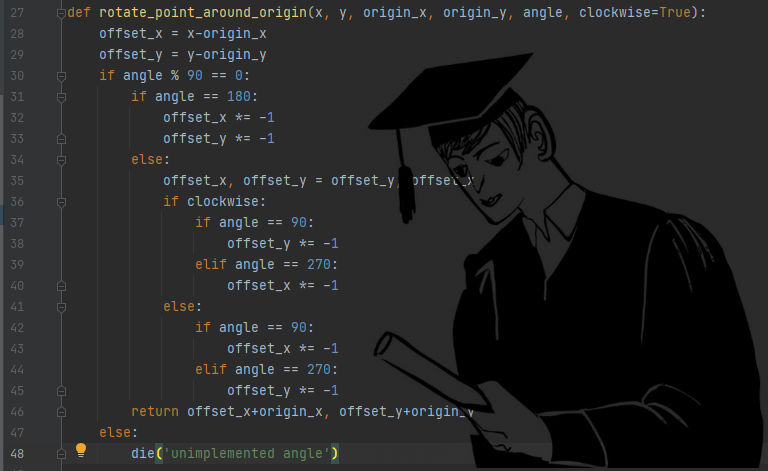 27 def rotate_point_around_origin(x, y, origin_x, origin_y, angle, clockwise=True):
28     offset_x = x-origin_x
29     offset_y = y-origin_y
30     if angle % 90 == 0:
31         if angle == 180:
32             offset_x *= -1
33             offset_y *= -1
34         else:
35             offset_x, offset_y = offset_y, offset_x
36             if clockwise:
37                 if angle == 90:
38                     offset_y *= -1
39                 elif angle == 270:
40                     offset_x *= -1
41             else:
42                 if angle == 90:
43                     offset_x *= -1
44                 elif angle == 270:
45                     offset_y *= -1
46         return offset_x+origin_x, offset_y+origin_y
47     else:
48         die('unimplemented angle')